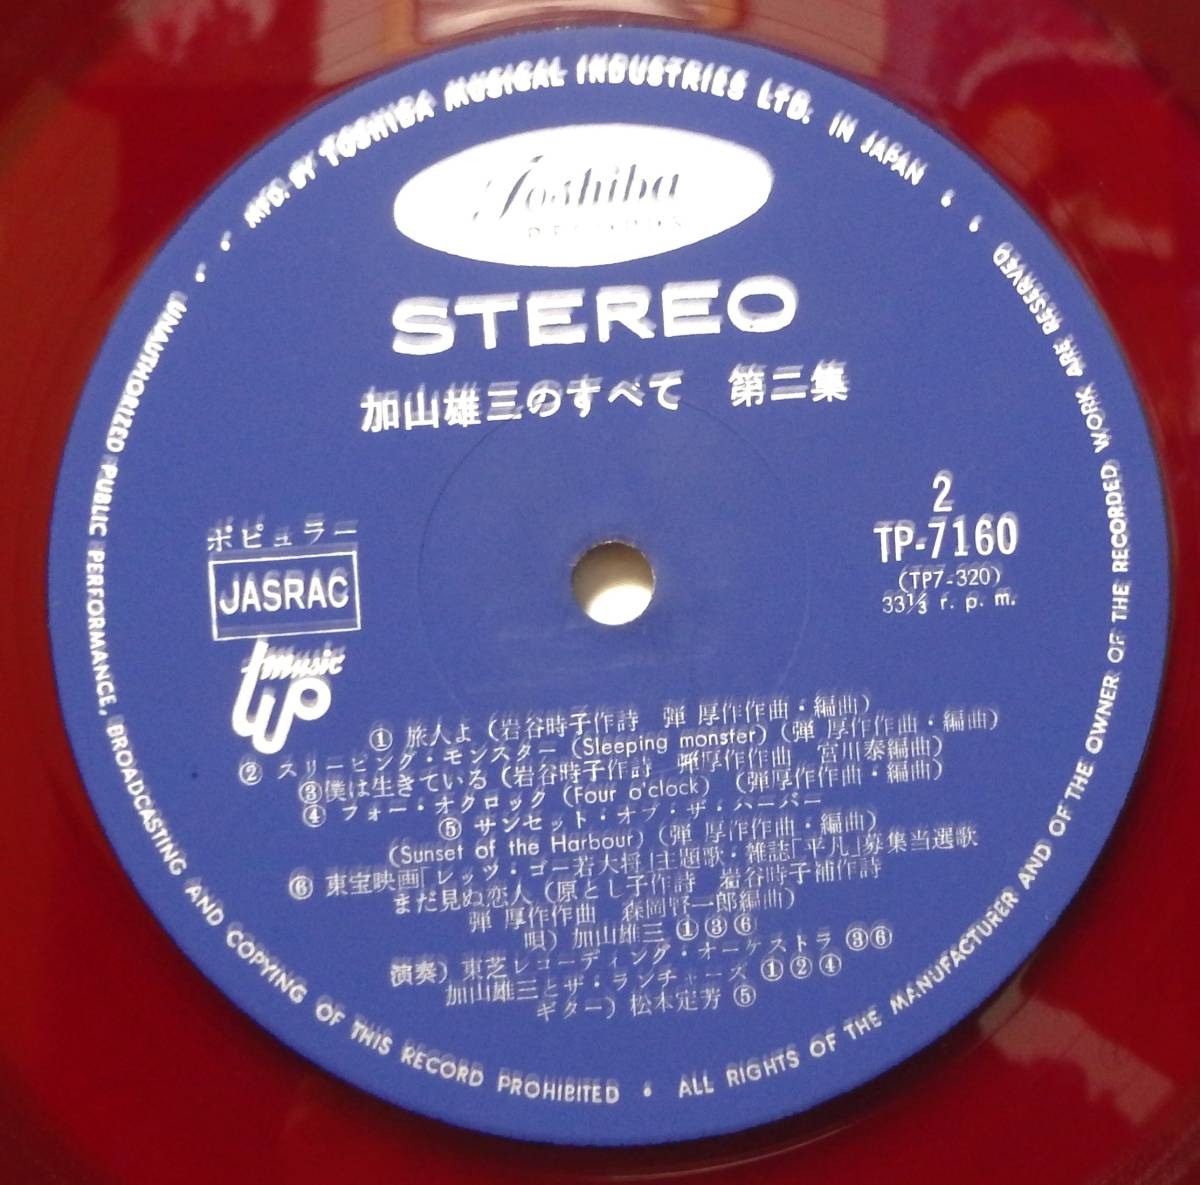 MFD. BY TOSHIBA MUSICAL INDUSTRIES LTD. IN JAPAN
Toshiba
RECORDS
STEREO
加山雄三のすべて 第二集
2
TP-7160
(TP7-320)
33⅓ r. p. m.
ポピュラー
JASRAC
Music
up
① 旅人よ (岩谷時子作詩 弾 厚作作曲・編曲)
② スリーピング・モンスター (Sleeping monster) (弾 厚作作曲・編曲)
③僕は生きている (岩谷時子作詩 弾厚作作曲 宮川泰編曲)
④ フォー・オクロック (Four o'clock) (弾厚作作曲・編曲)
⑤ サンセット・オブ・ザ・ハーバー
(Sunset of the Harbour) (弾 厚作作曲・編曲)
⑥ 東宝映画「レッツ・ゴー若大将」主題歌・雑誌「平凡」募集当選歌
まだ見ぬ恋人 (原とし子作詩 岩谷時子補作詩
弾 厚作作曲 森岡賢一郎編曲)
唄) 加山雄三 ①③⑥
演奏) 東芝レコーディング・オーケストラ ③⑥
加山雄三とザ・ランチャーズ ①②④
ギター) 松本定芳 ⑤
UNAUTHORIZED PUBLIC PERFORMANCE, BROADCASTING AND COPYING OF THIS RECORD PROHIBITED • ALL RIGHTS OF THE MANUFACTURER AND OF THE OWNER OF THE RECORDED WORK ARE RESERVED